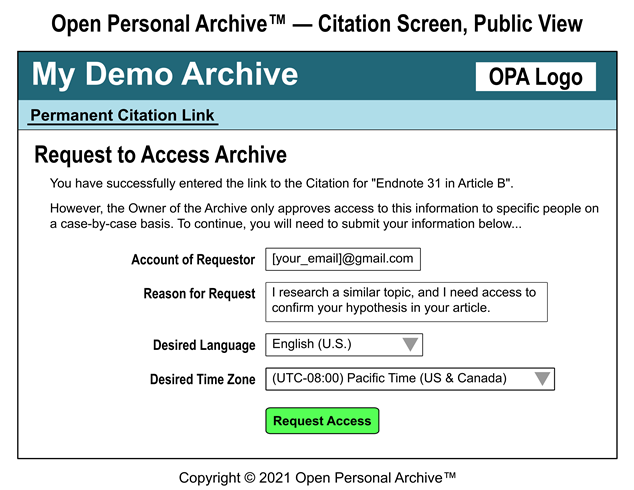 Open Personal Archive™ — Citation Screen, Public View
My Demo Archive
OPA Logo
Permanent Citation Link
Request to Access Archive
You have successfully entered the link to the Citation for "Endnote 31 in Article B".
However, the Owner of the Archive only approves access to this information to specific people on
a case-by-case basis. To continue, you will need to submit your information below...
Account of Requestor [your_email]@gmail.com
Reason for Request I research a similar topic, and I need access to
confirm your hypothesis in your article.
Desired Language English (U.S.)
Desired Time Zone (UTC-08:00) Pacific Time (US & Canada)
Request Access
Copyright © 2021 Open Personal Archive™